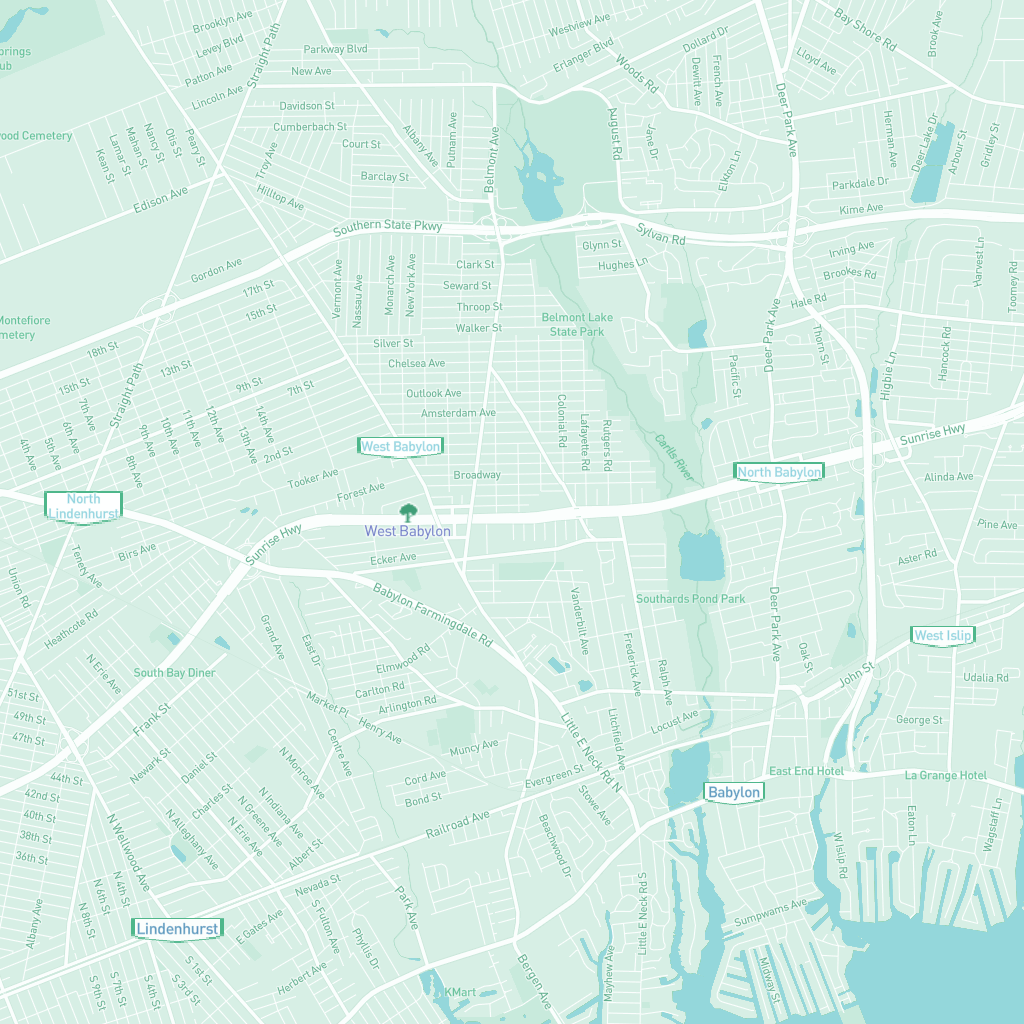 Brooklyn Ave
Westview Ave
Dollard Dr
Bay Shore Rd
Brook Ave
Levey Blvd
Straight Path
Parkway Blvd
Erlanger Blvd
Lloyd Ave
Patton Ave
New Ave
Woods Rd
Dewitt Ave
French Ave
Deer Park Ave
Lincoln Ave
Davidson St
Cumberbach St
Court St
Barclay St
Albany Ave
Putnam Ave
Belmont Ave
August Rd
Jane Dr
Elkton Ln
Herman Ave
Deer Lake Dr
Arbour St
Gridley St
wood Cemetery
Kean St
Lamar St
Mahan St
Nancy St
Otis St
Peary St
Troy Ave
Hilltop Ave
Edison Ave
Parkdale Dr
Kime Ave
Southern State Pkwy
Sylvan Rd
Glynn St
Hughes Ln
Irving Ave
Brookes Rd
Harvest Ln
Toomey Rd
Gordon Ave
17th St
15th St
Vermont Ave
Nassau Ave
Monarch Ave
New York Ave
Clark St
Seward St
Throop St
Walker St
Belmont Lake
State Park
Hale Rd
Thorn St
Deer Park Ave
Montefiore
metery
18th St
Silver St
Chelsea Ave
13th St
9th St
7th St
15th St
Straight Path
Outlook Ave
Amsterdam Ave
Pacific St
Higbie Ln
Hancock Rd
4th Ave
5th Ave
6th Ave
7th Ave
8th Ave
9th Ave
10th Ave
11th Ave
12th Ave
13th Ave
14th Ave
2nd St
Colonial Rd
Lafayette Rd
Rutgers Rd
Carlls River
Sunrise Hwy
West Babylon
North Babylon
Tooker Ave
Forest Ave
Broadway
Alinda Ave
North
Lindenhurst
West Babylon
Pine Ave
Sunrise Hwy
Birs Ave
Tenety Ave
Ecker Ave
Aster Rd
Union Rd
Heathcote Rd
Babylon Farmingdale Rd
Vanderbilt Ave
Southards Pond Park
Deer Park Ave
West Islip
Grand Ave
East Dr
Elmwood Rd
Frederick Ave
Ralph Ave
Oak St
John St
South Bay Diner
N Erie Ave
Carlton Rd
Arlington Rd
Udalia Rd
51st St
49th St
47th St
Frank St
Market Pl
Henry Ave
Centre Ave
Little E Neck Rd N
Litchfield Ave
Locust Ave
George St
Muncy Ave
Newark St
Daniel St
N Monroe Ave
Cord Ave
Evergreen St
East End Hotel
La Grange Hotel
44th St
42nd St
40th St
38th St
36th St
Bond St
Stowe Ave
Babylon
Charles St
N Indiana Ave
N Greene Ave
N Erie Ave
N Alleghany Ave
N Wellwood Ave
Railroad Ave
Albert St
Beachwood Dr
W Islip Rd
Eaton Ln
Wagstaff Ln
Nevada St
N 4th St
N 6th St
N 8th St
Albany Ave
Park Ave
Little E Neck Rd S
Sumpwams Ave
Lindenhurst
E Gates Ave
S Fulton Ave
Phyllis Dr
Herbert Ave
S 1st St
S 3rd St
S 4th St
S 7th St
S 9th St
KMart
Bergen Ave
Mayhew Ave
Midway St